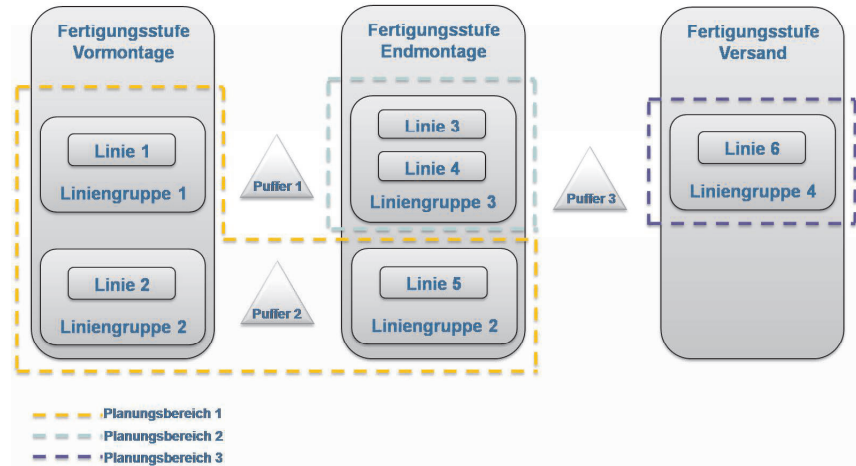 Fertigungsstufe
Vormontage
Linie 1
Liniengruppe 1
Linie 2
Liniengruppe 2
Puffer 1
Puffer 2
Fertigungsstufe
Endmontage
Linie 3
Linie 4
Liniengruppe 3
Linie 5
Liniengruppe 2
Puffer 3
Fertigungsstufe
Versand
Linie 6
Liniengruppe 4
Planungsbereich 1
Planungsbereich 2
Planungsbereich 3